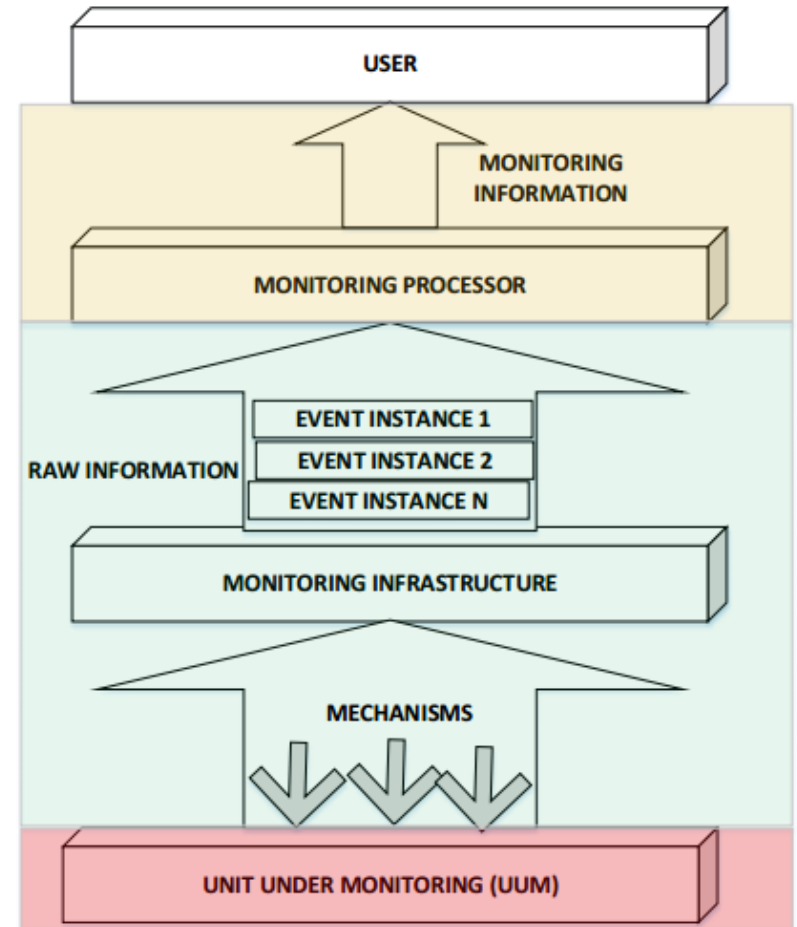 USER
MONITORING
INFORMATION
MONITORING PROCESSOR
EVENT INSTANCE 1
EVENT INSTANCE 2
RAW INFORMATION
EVENT INSTANCE N
MONITORING INFRASTRUCTURE
MECHANISMS
UNIT UNDER MONITORING (UUM)